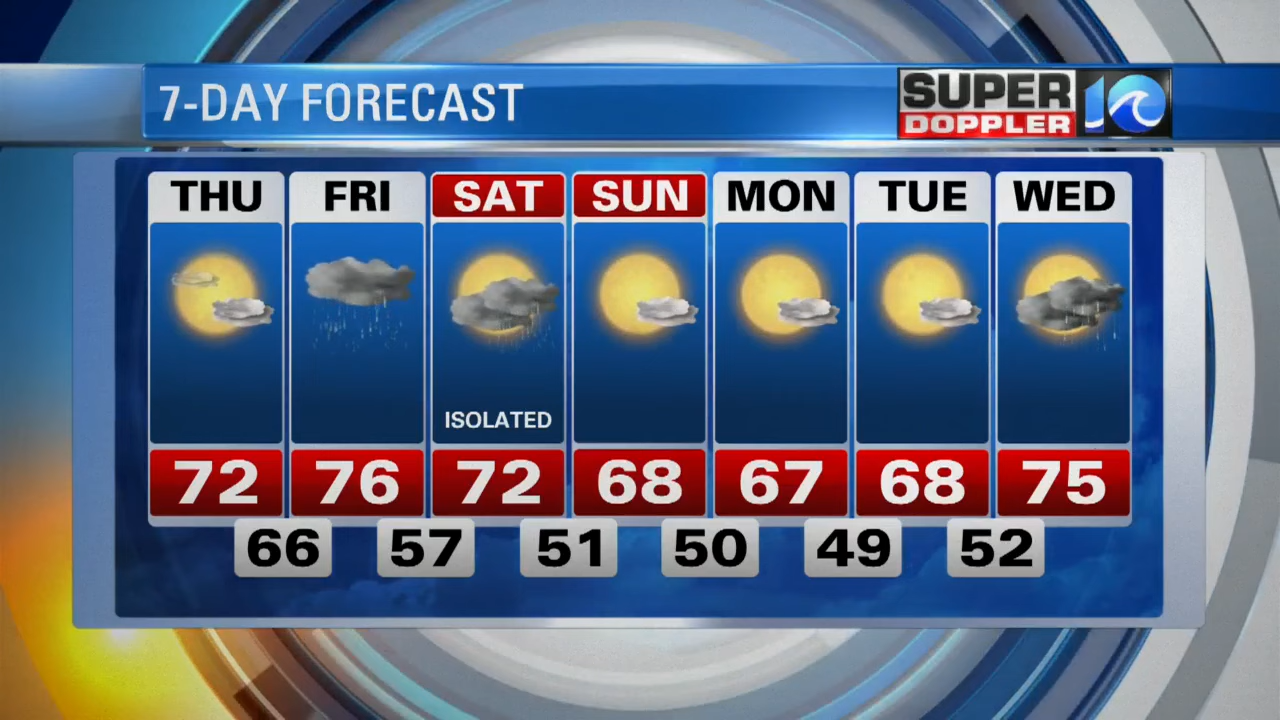 7-DAY FORECAST
SUPER
DOPPLER 10
THU FRI SAT SUN MON TUE WED
ISOLATED
72 76 72 68 67 68 75
66 57 51 50 49 52